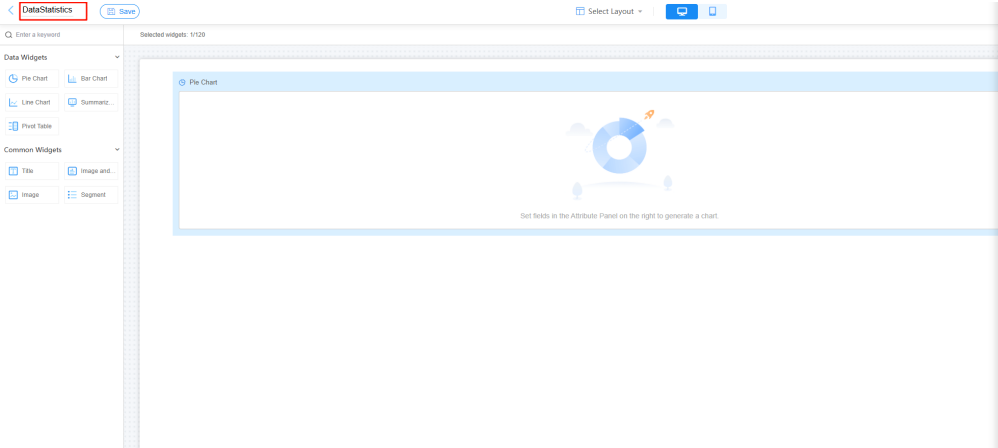 DataStatistics
Save
Select Layout
Enter a keyword
Selected widgets: 1/120
Data Widgets
Pie Chart
Bar Chart
Line Chart
Summariz...
Pivot Table
Common Widgets
Title
Image and...
Image
Segment
Pie Chart
Set fields in the Attribute Panel on the right to generate a chart.